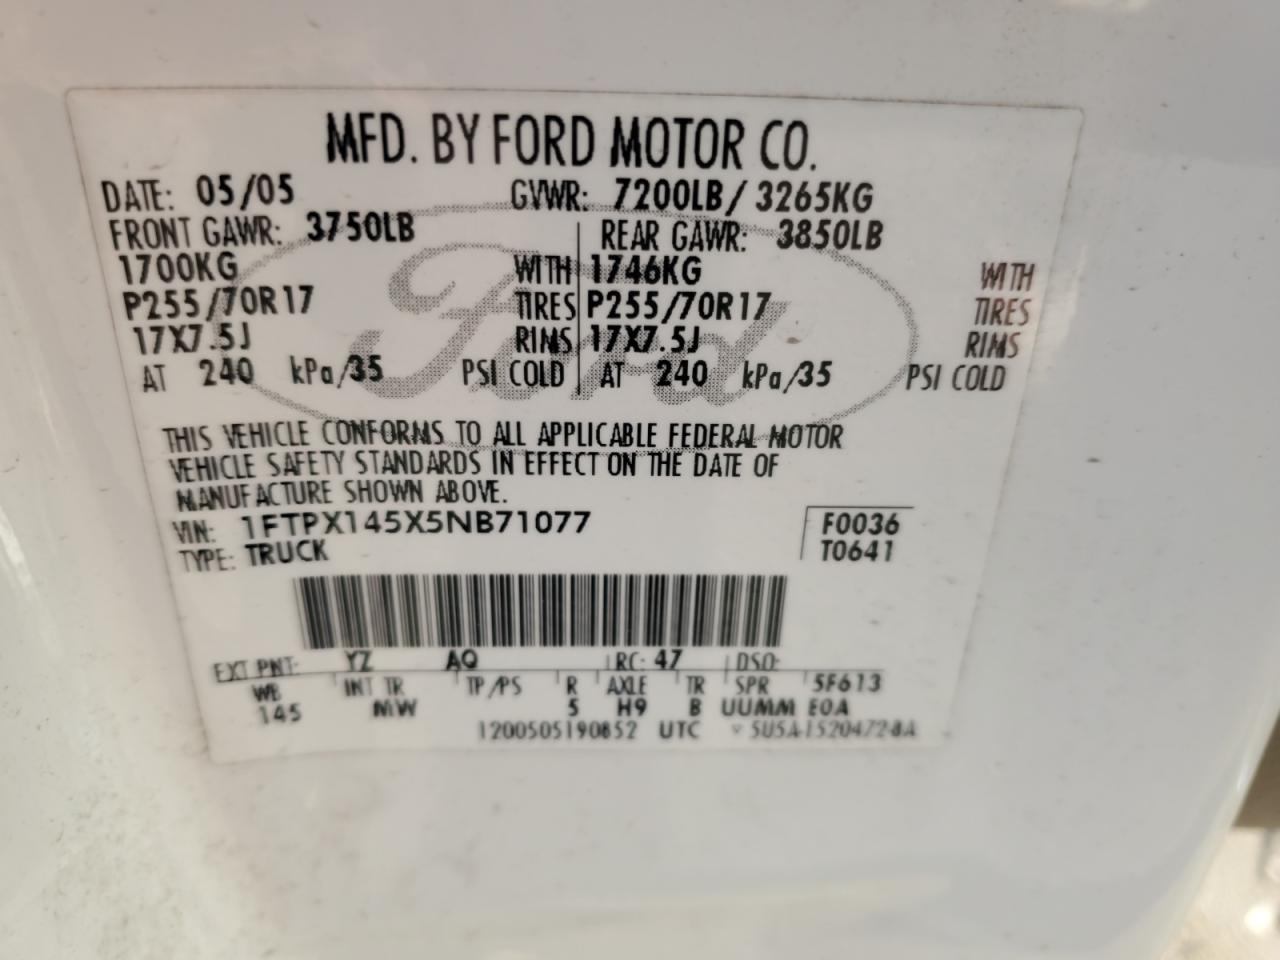 MFD. BY FORD MOTOR CO.
DATE: 05/05 GVWR: 7200LB/ 3265KG
FRONT GAWR: 3750LB REAR GAWR: 3850LB
1700KG WITH 1746KG WITH
P255/70R17 TIRES P255/70R17 TIRES
17X7.5J RIMS 17X7.5J RIMS
AT 240 kPa/35 PSI COLD AT 240 kPa/35 PSI COLD
Ford
THIS VEHICLE CONFORMS TO ALL APPLICABLE FEDERAL MOTOR
VEHICLE SAFETY STANDARDS IN EFFECT ON THE DATE OF
MANUFACTURE SHOWN ABOVE.
VIN: 1FTPX145X5NB71077 F0036
TYPE: TRUCK T0641
EXT PNT: YZ AQ RC: 47 DSO:
WB INT TR TP/PS R AXLE TR SPR 5F613
145 MW 5 H9 B UUMM EOA
1200505190852 UTC